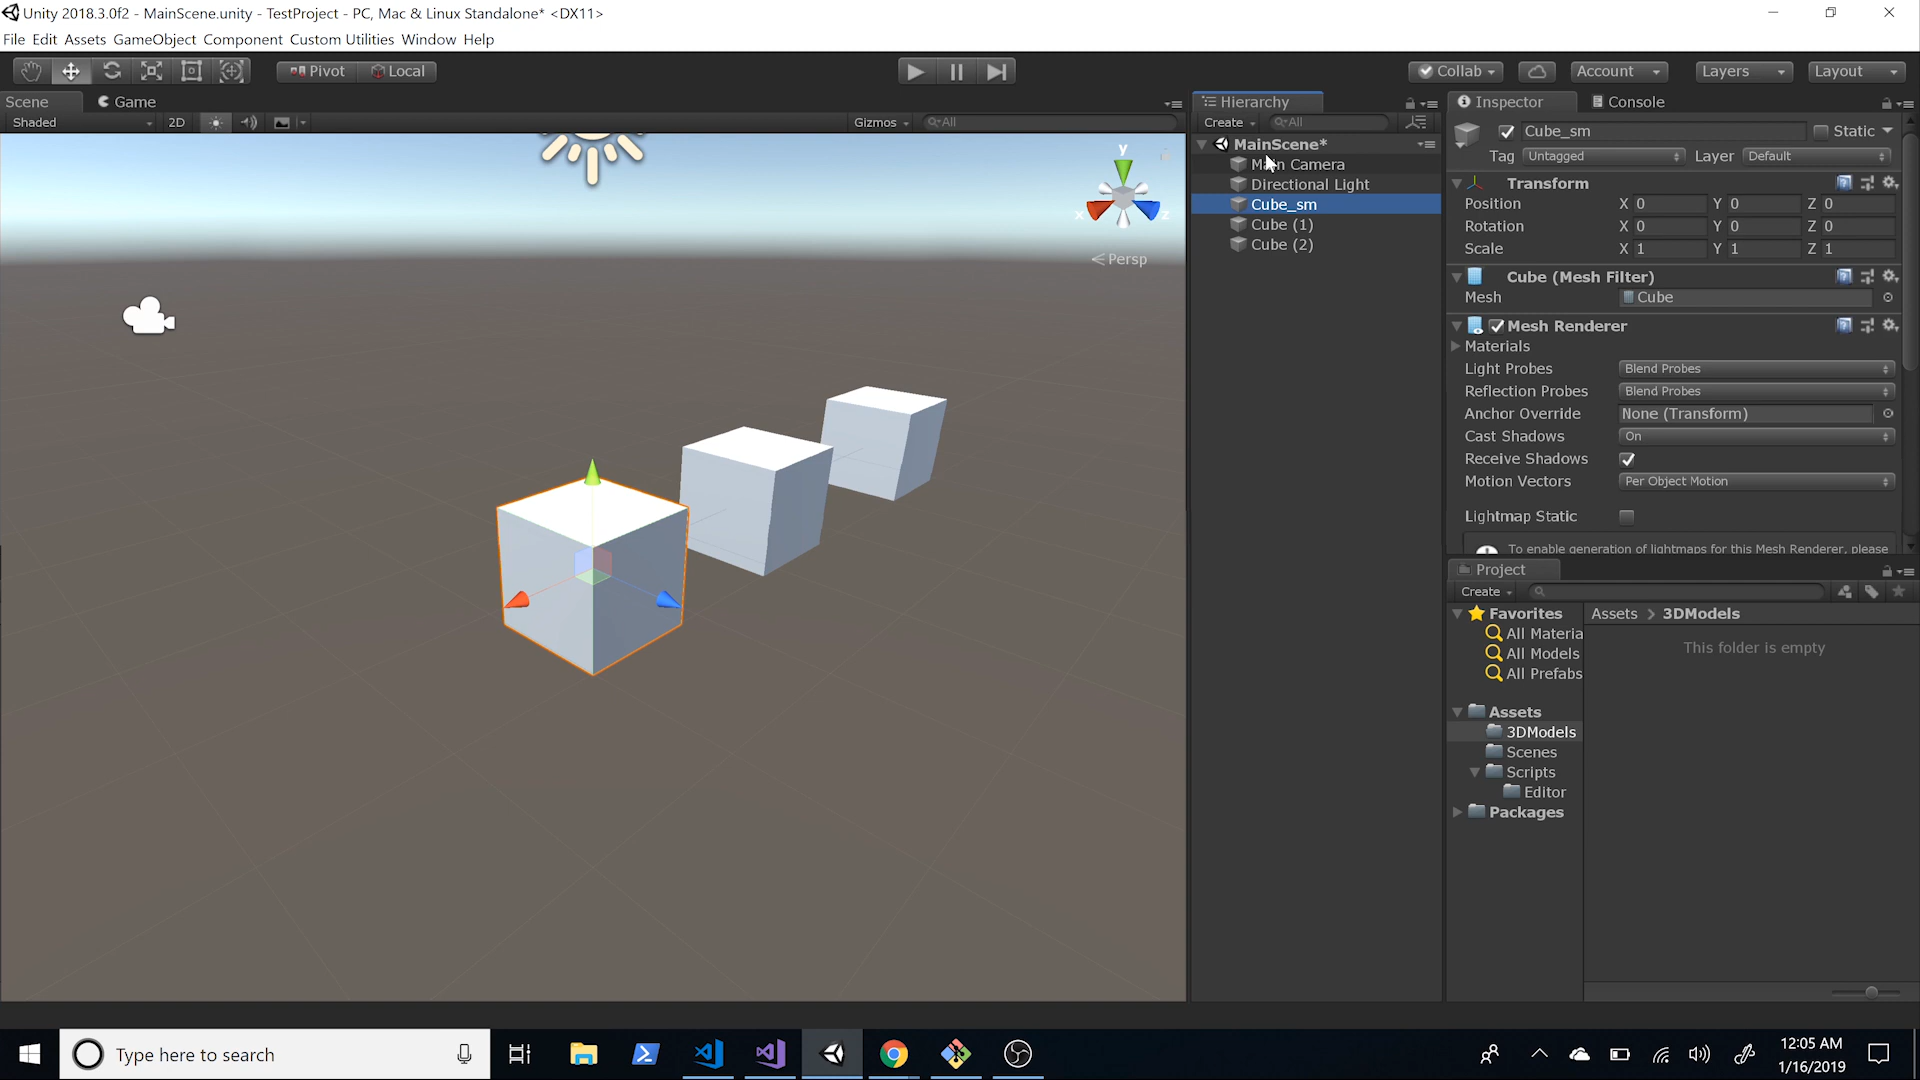 Unity 2018.3.0f2 - MainScene.unity - TestProject - PC, Mac & Linux Standalone* <DX11>
File Edit Assets GameObject Component Custom Utilities Window Help
Pivot Local Collab Account Layers Layout
Scene Game
Shaded 2D Gizmos All
y
x z
Persp
Hierarchy
Create All
MainScene*
Main Camera
Directional Light
Cube_sm
Cube (1)
Cube (2)
Inspector Console
Cube_sm Static
Tag Untagged Layer Default
Transform
Position X 0 Y 0 Z 0
Rotation X 0 Y 0 Z 0
Scale X 1 Y 1 Z 1
Cube (Mesh Filter)
Mesh Cube
Mesh Renderer
Materials
Light Probes Blend Probes
Reflection Probes Blend Probes
Anchor Override None (Transform)
Cast Shadows On
Receive Shadows
Motion Vectors Per Object Motion
Lightmap Static
To enable generation of lightmaps for this Mesh Renderer, please
Project
Create
Favorites
All Materia
All Models
All Prefabs
Assets
3DModels
Scenes
Scripts
Editor
Packages
Assets > 3DModels
This folder is empty
Type here to search
12:05 AM
1/16/2019